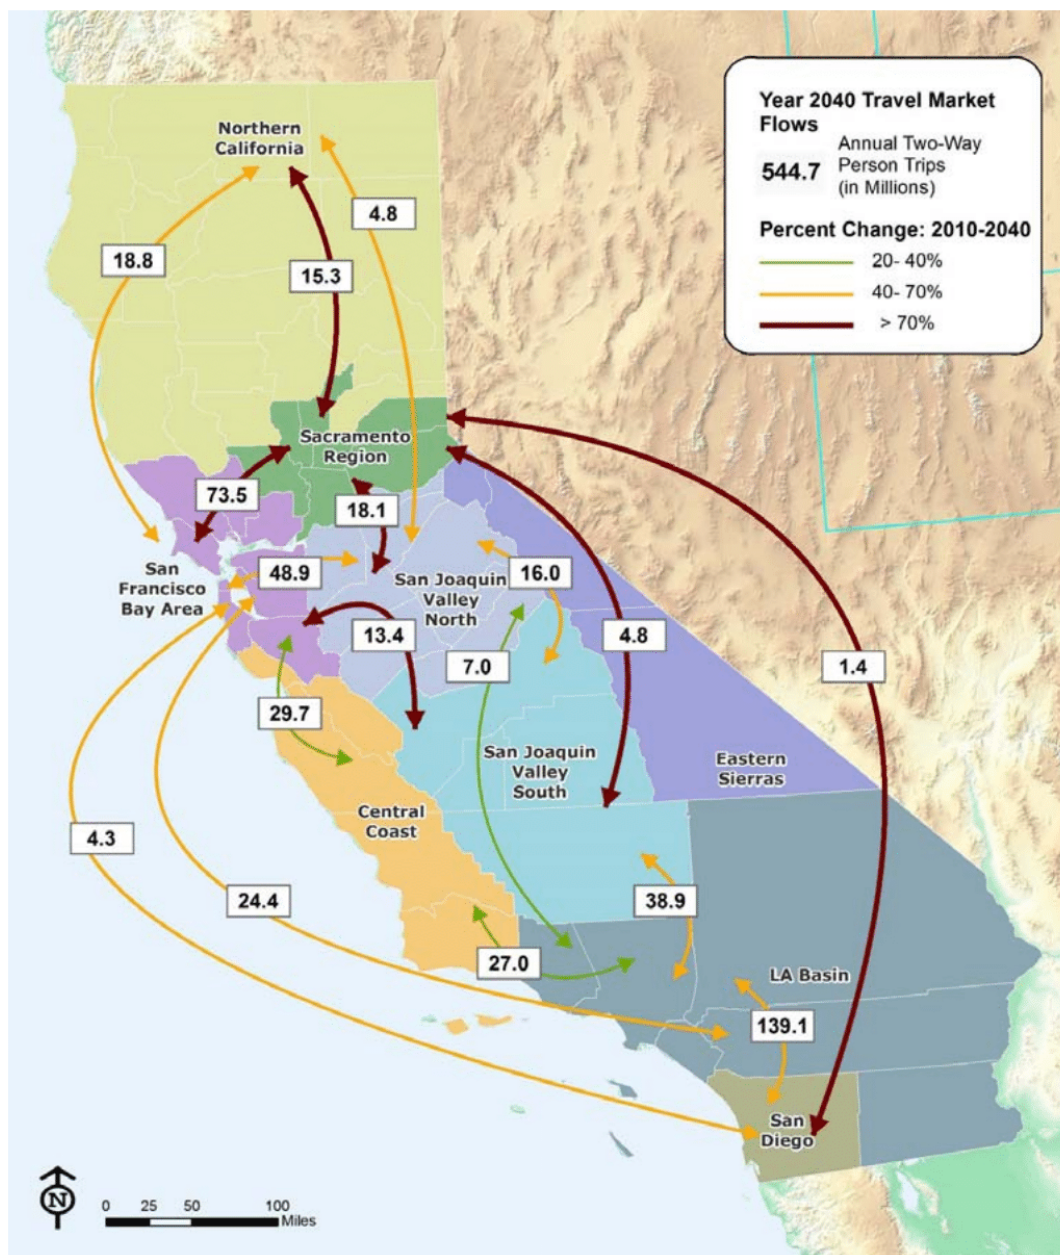 Year 2040 Travel Market
Flows
544.7
Annual Two-Way
Person Trips
(in Millions)
Percent Change: 2010-2040
20- 40%
40- 70%
> 70%
Northern
California
4.8
18.8
15.3
Sacramento
Region
73.5
18.1
San
Francisco
Bay Area
48.9
San Joaquin
Valley
North
16.0
13.4
7.0
4.8
1.4
29.7
San Joaquin
Valley
South
Eastern
Sierras
Central
Coast
4.3
24.4
38.9
27.0
LA Basin
139.1
San
Diego
N
0 25 50 100
Miles